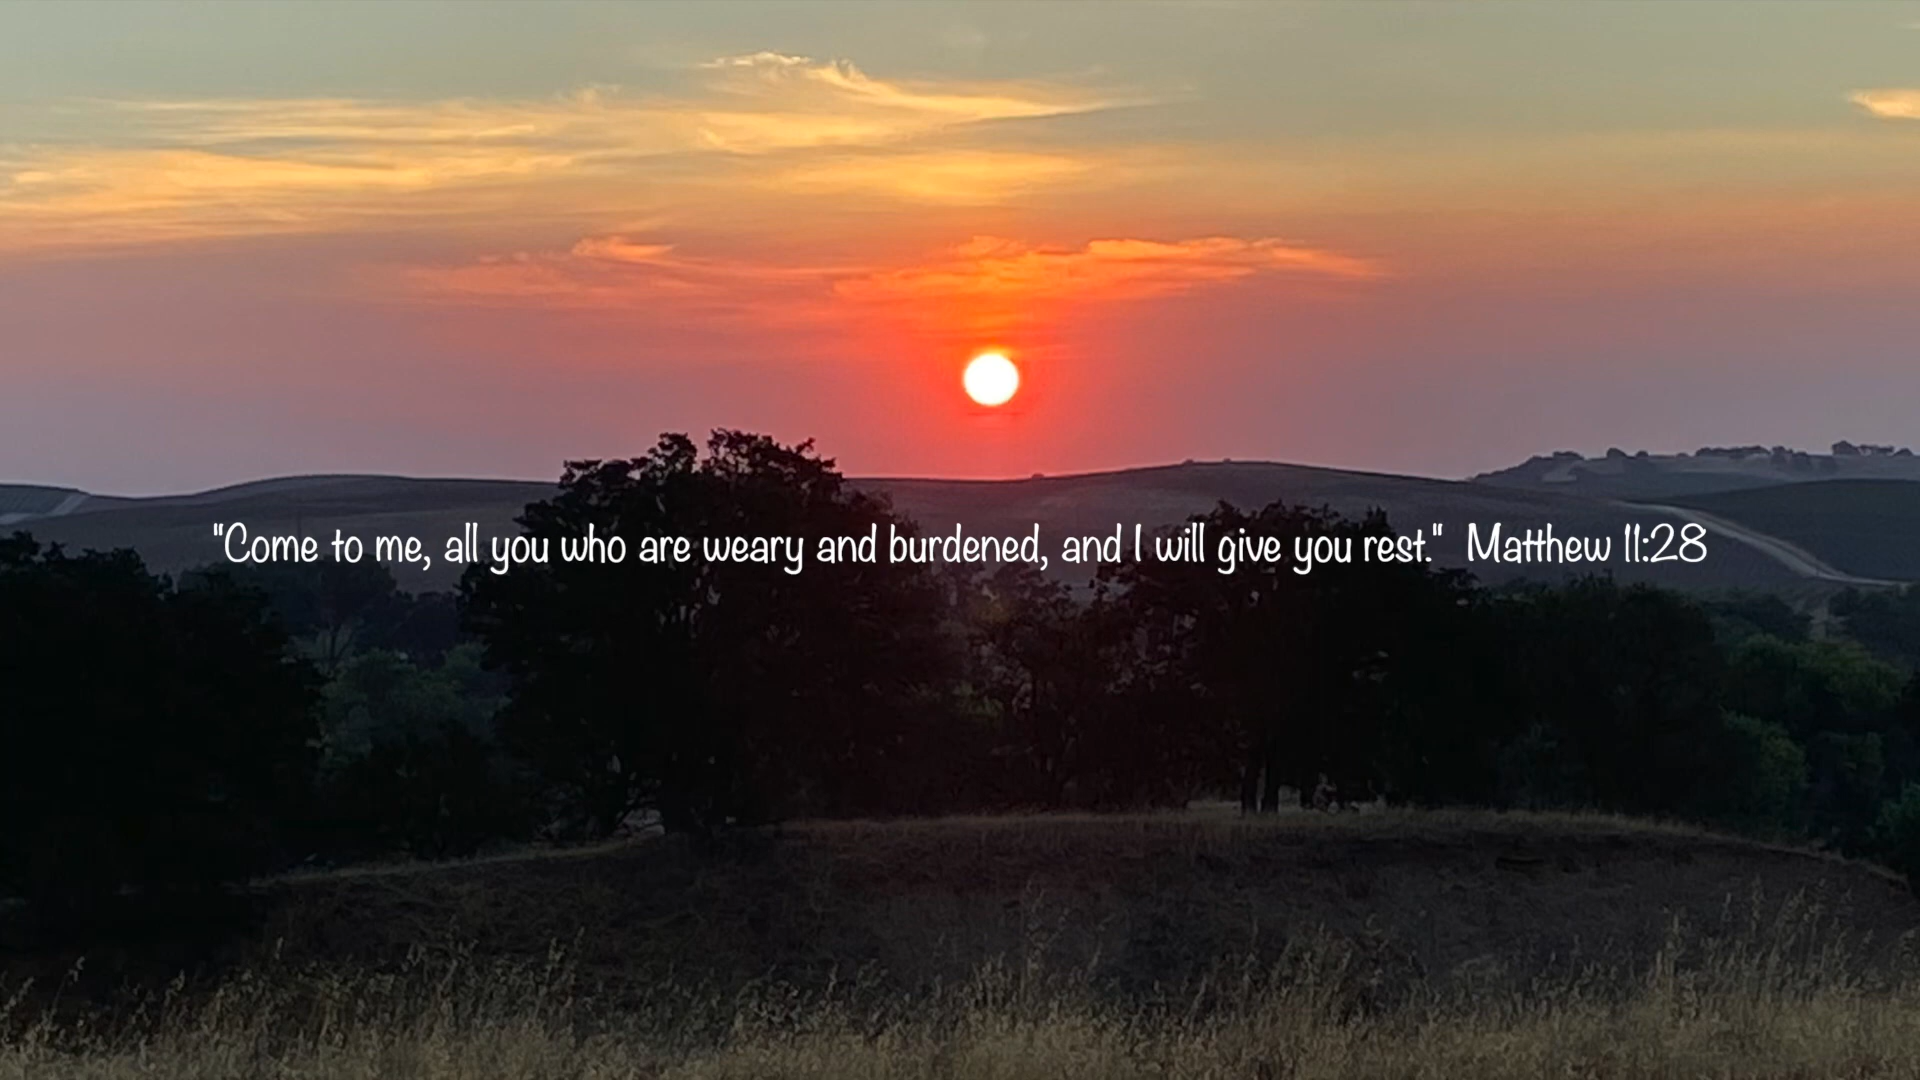 "Come to me, all you who are weary and burdened, and I will give you rest."  Matthew 11:28